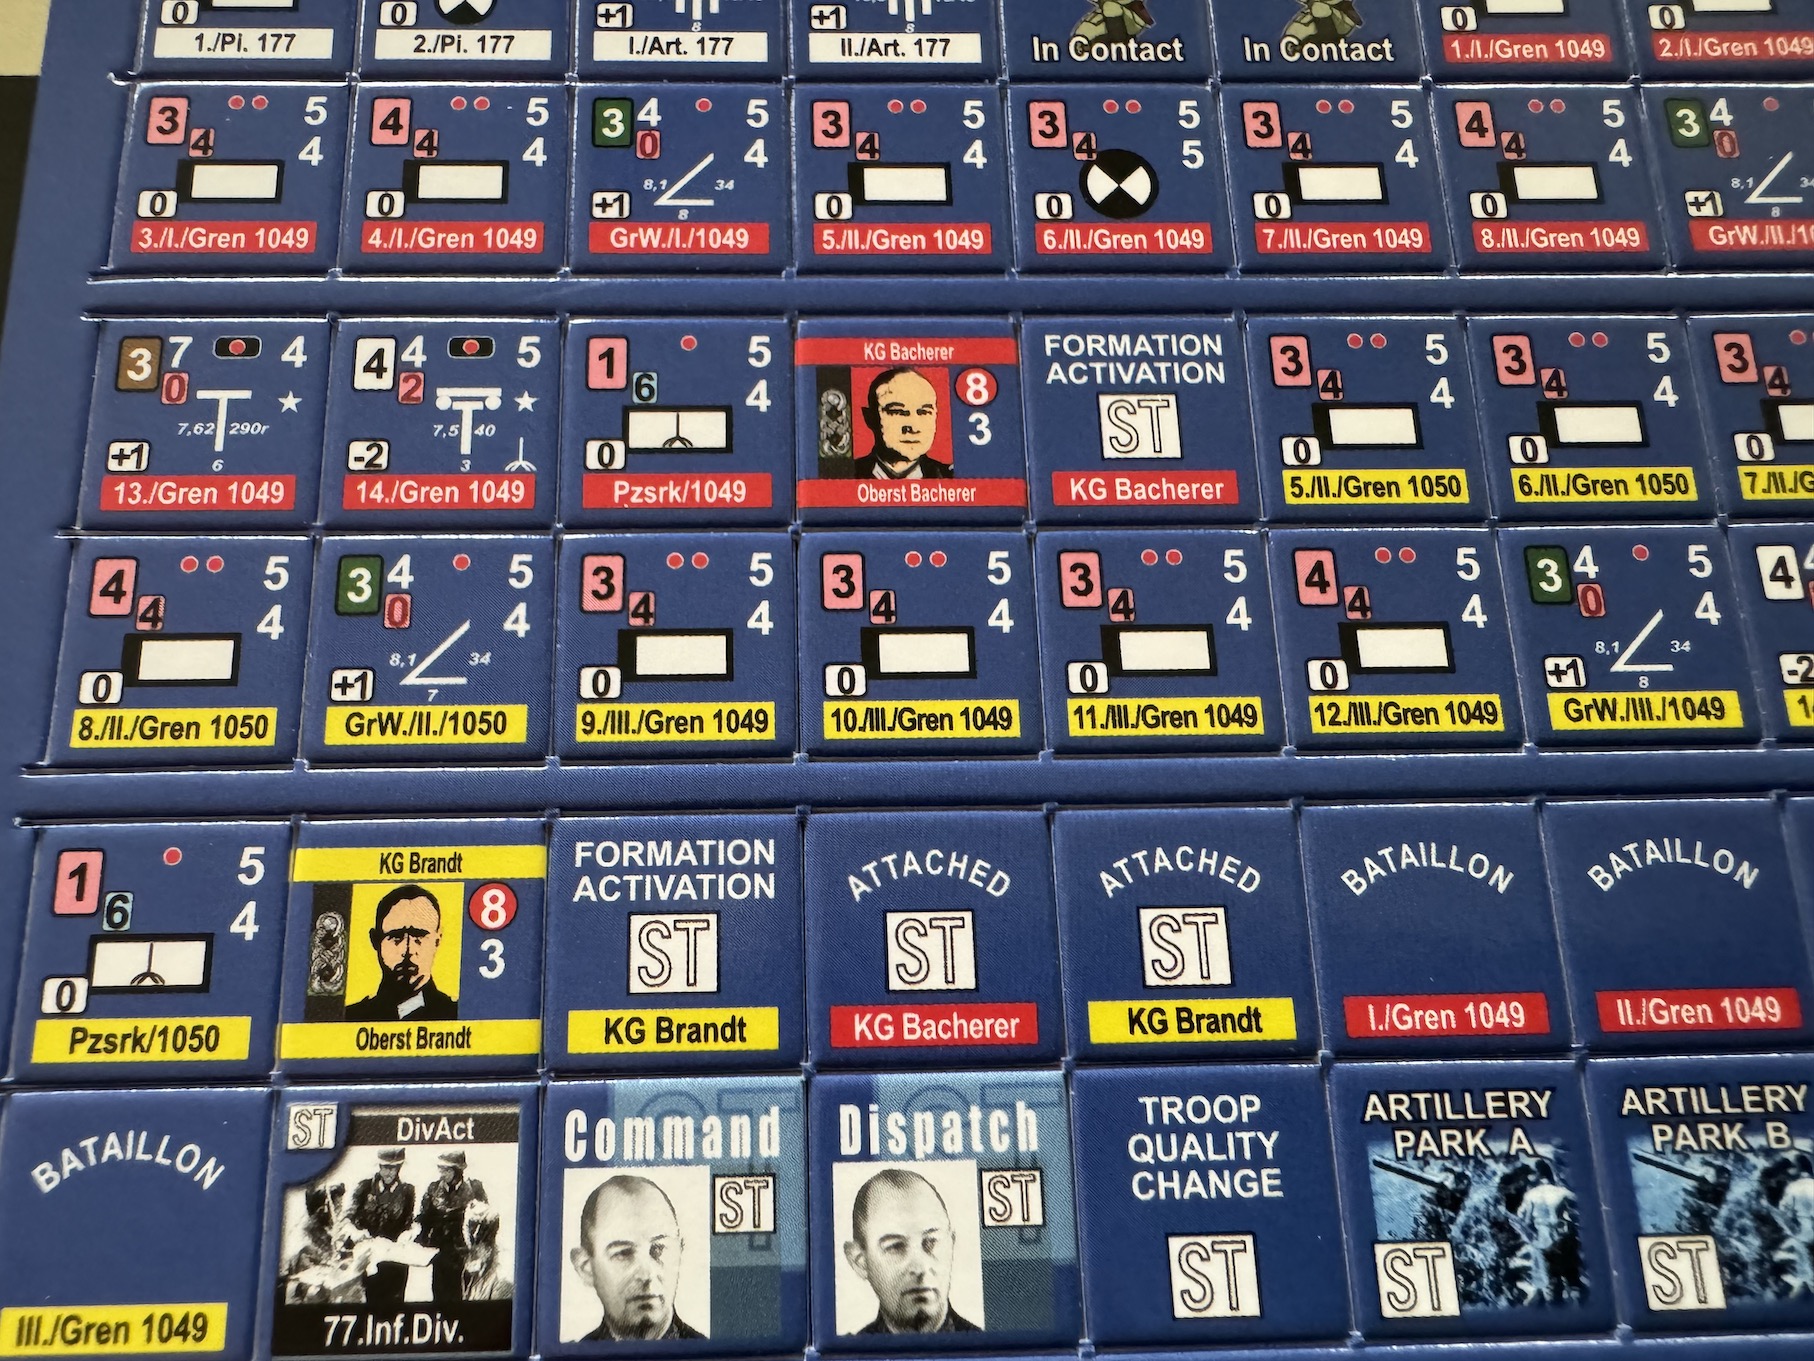 0
1./Pi. 177
0
2./Pi. 177
+1
8
I./Art. 177
+1
8
II./Art. 177
In Contact
In Contact
0
1./I./Gren 1049
0
2./I./Gren 1049
3 4 5 4
0
3./I./Gren 1049
4 4 5 4
0
4./I./Gren 1049
3 4 0 5 4
8,1 34
+1 8
GrW./I./1049
3 4 5 4
0
5./II./Gren 1049
3 4 5 5
0
6./II./Gren 1049
3 4 5 4
0
7./II./Gren 1049
4 4 5 4
0
8./II./Gren 1049
3 4 0
8,1
+1 8
GrW./II./
3 7 0 4
7,62 290r
+1 6
13./Gren 1049
4 4 2 5
7,5 40
-2 3
14./Gren 1049
1 6 5 4
0
Pzsrk/1049
KG Bacherer
8
3
Oberst Bacherer
FORMATION
ACTIVATION
ST
KG Bacherer
3 4 5 4
0
5./II./Gren 1050
3 4 5 4
0
6./II./Gren 1050
3 4
0
7./II./G
4 4 5 4
0
8./II./Gren 1050
3 4 0 5 4
8,1 34
+1 7
GrW./II./1050
3 4 5 4
0
9./III./Gren 1049
3 4 5 4
0
10./III./Gren 1049
3 4 5 4
0
11./III./Gren 1049
4 4 5 4
0
12./III./Gren 1049
3 4 0 5 4
8,1 34
+1 8
GrW./III./1049
4
-2
1 6 5 4
0
Pzsrk/1050
KG Brandt
8
3
Oberst Brandt
FORMATION
ACTIVATION
ST
KG Brandt
ATTACHED
ST
KG Bacherer
ATTACHED
ST
KG Brandt
BATAILLON
I./Gren 1049
BATAILLON
II./Gren 1049
BATAILLON
III./Gren 1049
ST
DivAct
77.Inf.Div.
Command
ST
Dispatch
ST
TROOP
QUALITY
CHANGE
ST
ARTILLERY
PARK A
ST
ARTILLERY
PARK B
ST